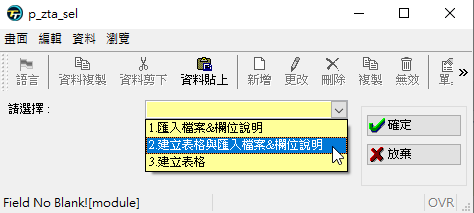 p_zta_sel
畫面 編輯 資料 瀏覽
語言 資料複製 資料剪下 資料貼上 新增 更改 刪除 複製 無效
請選擇：
1.匯入檔案&欄位說明
2.建立表格與匯入檔案&欄位說明
3.建立表格
確定
放棄
Field No Blank![module] OVR